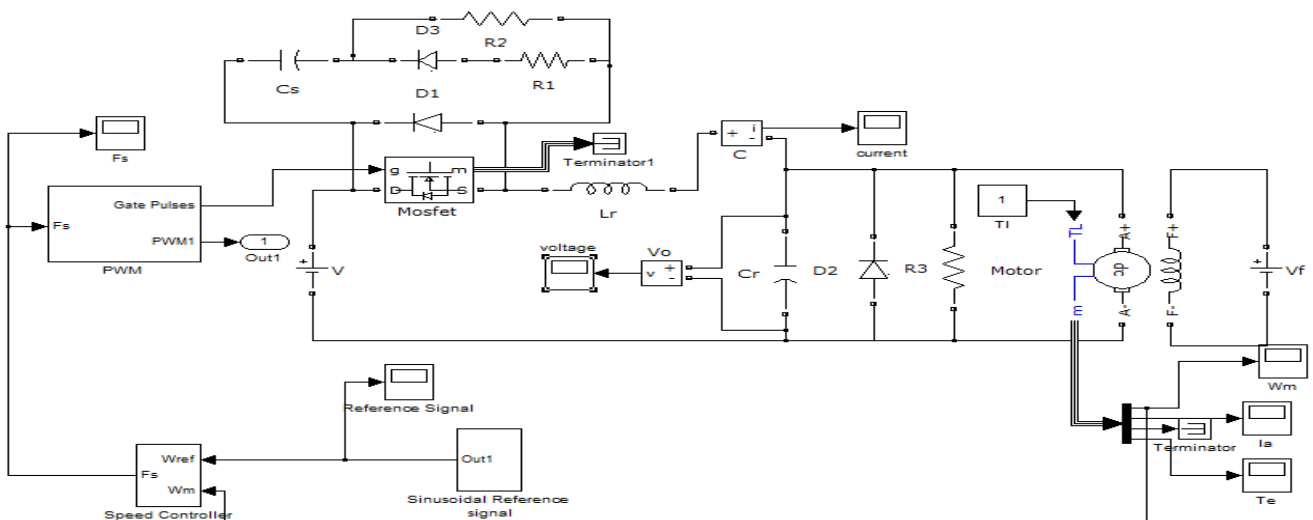 D3
R2
Cs
D1
R1
Fs
Terminator1
+
i
-
C
current
g
m
D
S
Mosfet
Lr
Fs
Gate Pulses
PWM1
PWM
1
Out1
+
V
voltage
v
+
-
Vo
Cr
D2
R3
1
Tl
Motor
TL
m
dc
A+
A-
F+
F-
+
Vf
Wm
Reference Signal
Terminator
Ia
Te
Fs
Wref
Wm
Speed Controller
Out1
Sinusoidal Reference
signal